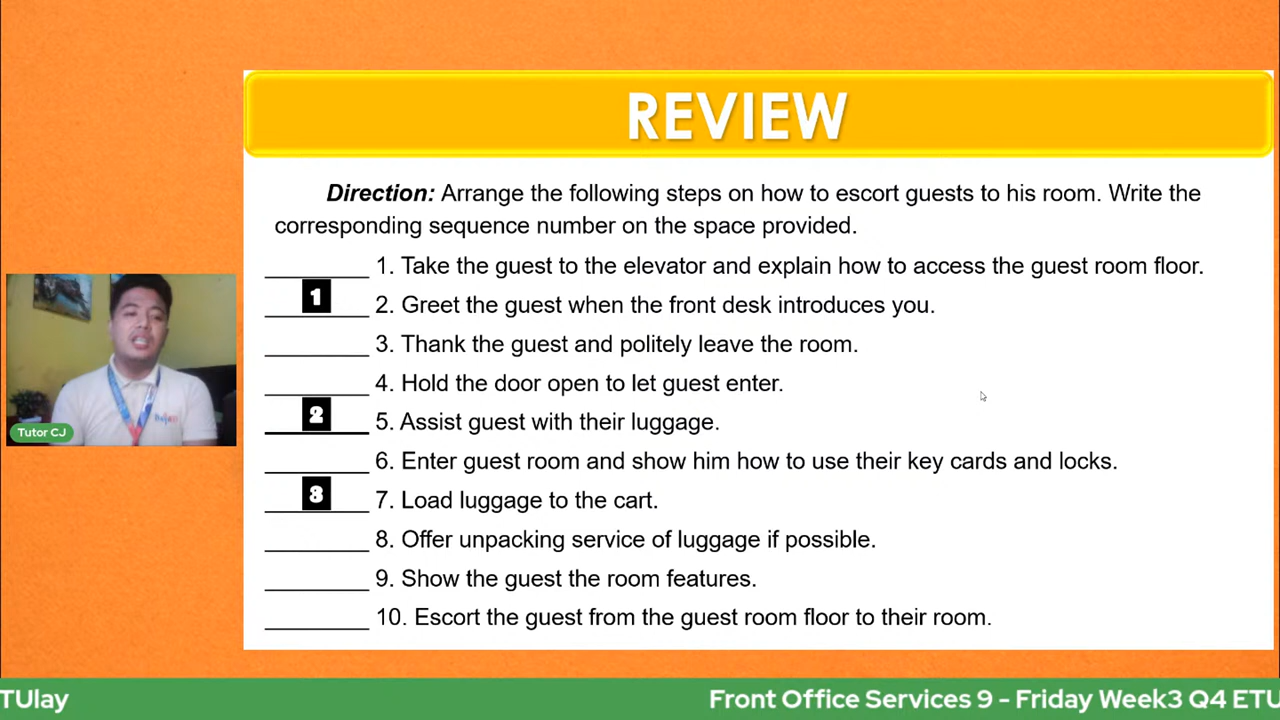 REVIEW
Direction: Arrange the following steps on how to escort guests to his room. Write the
corresponding sequence number on the space provided.
________ 1. Take the guest to the elevator and explain how to access the guest room floor.
1 2. Greet the guest when the front desk introduces you.
________ 3. Thank the guest and politely leave the room.
________ 4. Hold the door open to let guest enter.
2 5. Assist guest with their luggage.
________ 6. Enter guest room and show him how to use their key cards and locks.
3 7. Load luggage to the cart.
________ 8. Offer unpacking service of luggage if possible.
________ 9. Show the guest the room features.
________ 10. Escort the guest from the guest room floor to their room.
Tutor CJ
TUlay Front Office Services 9 - Friday Week3 Q4 ETU